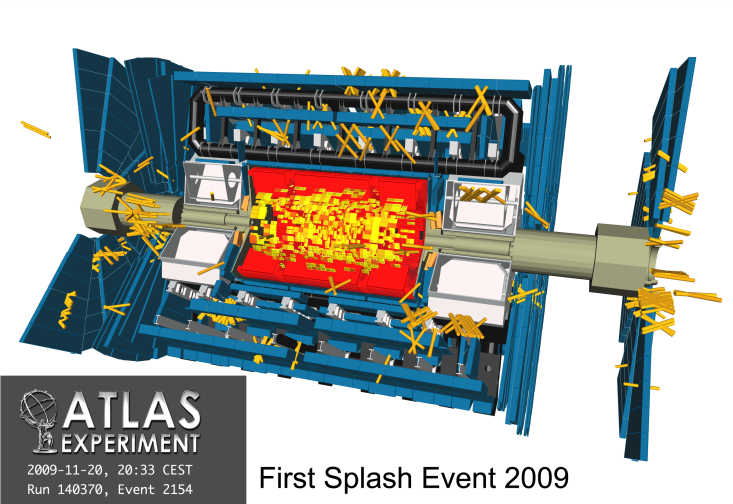 ATLAS
EXPERIMENT
2009-11-20, 20:33 CEST
Run 140370, Event 2154
First Splash Event 2009